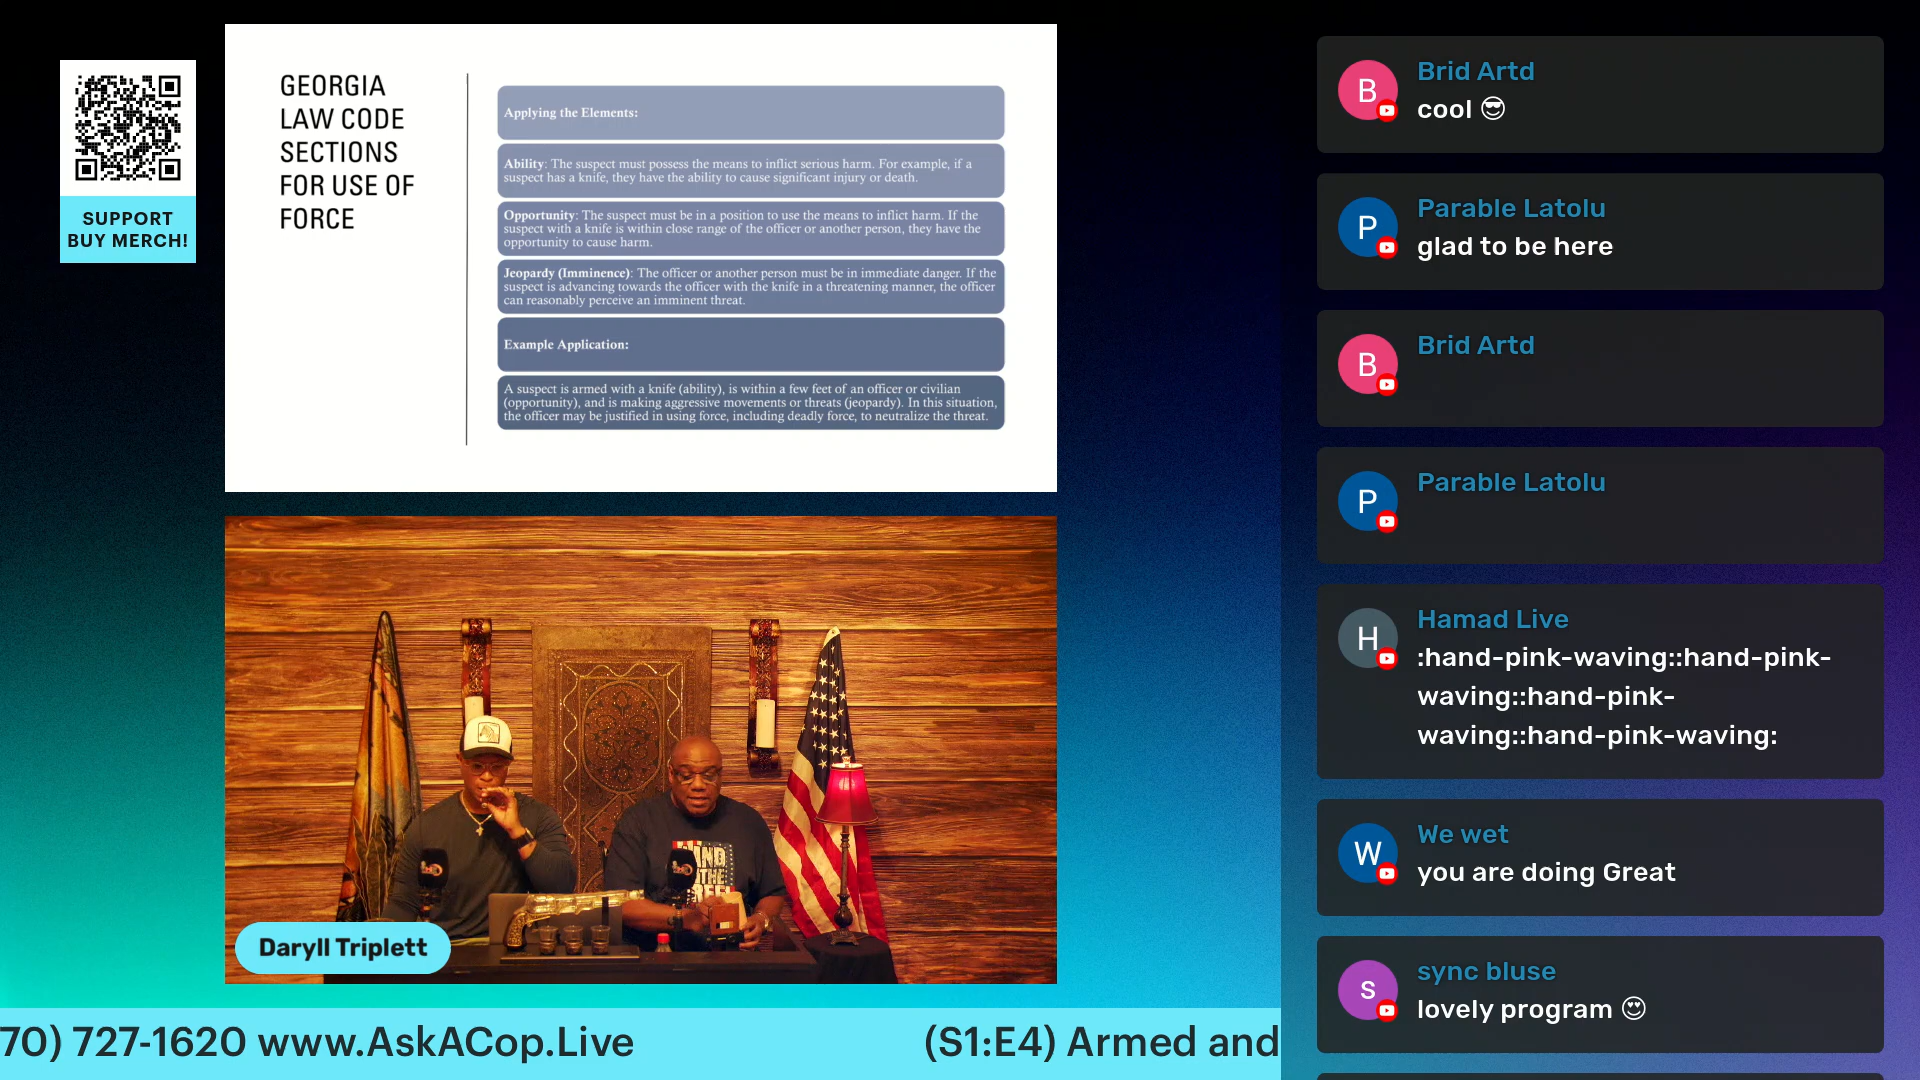 SUPPORT
BUY MERCH!
GEORGIA
LAW CODE
SECTIONS
FOR USE OF
FORCE
Applying the Elements:
Ability: The suspect must possess the means to inflict serious harm. For example, if a
suspect has a knife, they have the ability to cause significant injury or death.
Opportunity: The suspect must be in a position to use the means to inflict harm. If the
suspect with a knife is within close range of the officer or another person, they have the
opportunity to cause harm.
Jeopardy (Imminence): The officer or another person must be in immediate danger. If the
suspect is advancing towards the officer with the knife in a threatening manner, the officer
can reasonably perceive an imminent threat.
Example Application:
A suspect is armed with a knife (ability), is within a few feet of an officer or civilian
(opportunity), and is making aggressive movements or threats (jeopardy). In this situation,
the officer may be justified in using force, including deadly force, to neutralize the threat.
Daryll Triplett
70) 727-1620 www.AskACop.Live (S1:E4) Armed and
B
Brid Artd
cool 😎
P
Parable Latolu
glad to be here
B
Brid Artd
P
Parable Latolu
H
Hamad Live
:hand-pink-waving::hand-pink-
waving::hand-pink-
waving::hand-pink-waving:
W
We wet
you are doing Great
s
sync bluse
lovely program 😍